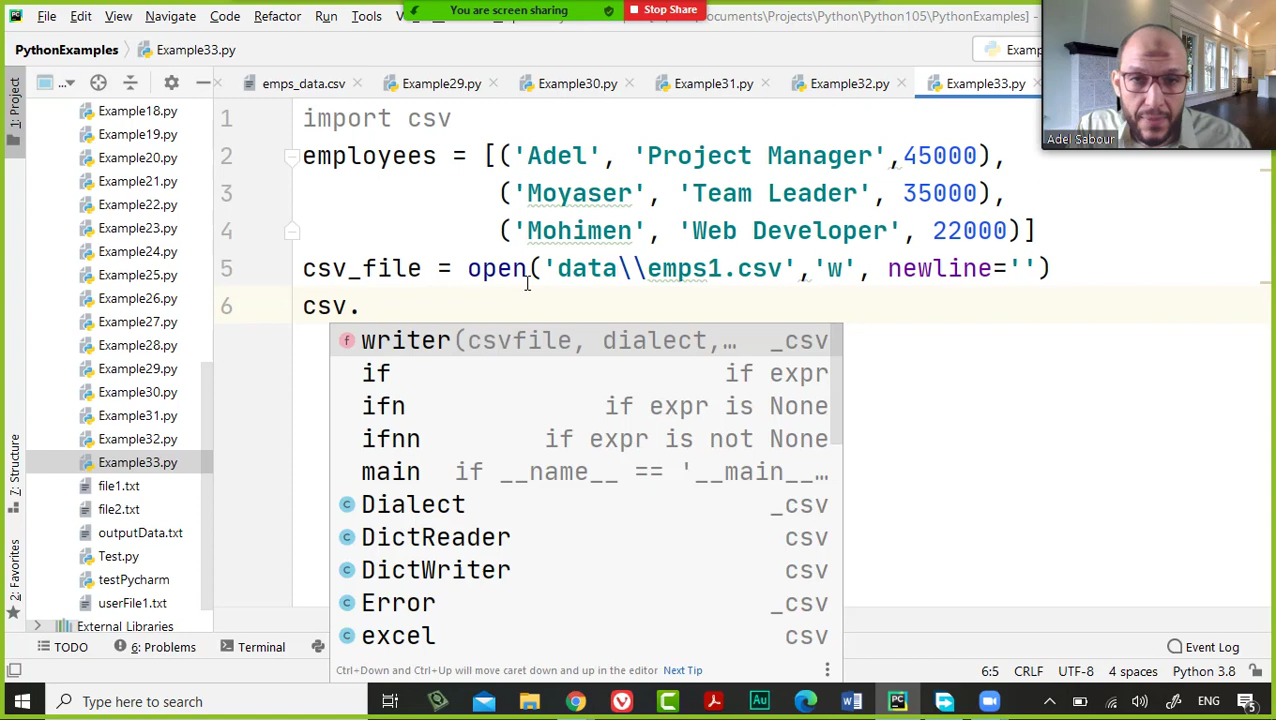 File Edit View Navigate Code Refactor Run Tools
You are screen sharing
Stop Share
\Documents\Projects\Python\Python105\PythonExamples]
PythonExamples
Example33.py
emps_data.csv
Example29.py
Example30.py
Example31.py
Example32.py
Example33.py
Adel Sabour
1: Project
7: Structure
2: Favorites
Example18.py
Example19.py
Example20.py
Example21.py
Example22.py
Example23.py
Example24.py
Example25.py
Example26.py
Example27.py
Example28.py
Example29.py
Example30.py
Example31.py
Example32.py
Example33.py
file1.txt
file2.txt
outputData.txt
Test.py
testPycharm
userFile1.txt
External Libraries
1 import csv
2 employees = [('Adel', 'Project Manager',45000),
3 ('Moyaser', 'Team Leader', 35000),
4 ('Mohimen', 'Web Developer', 22000)]
5 csv_file = open('data\\emps1.csv','w', newline='')
6 csv.
writer(csvfile, dialect,… _csv
if if expr
ifn if expr is None
ifnn if expr is not None
main if __name__ == '__main__…
Dialect _csv
DictReader csv
DictWriter csv
Error _csv
excel csv
Ctrl+Down and Ctrl+Up will move caret down and up in the editor Next Tip
TODO 6: Problems Terminal
Event Log
6:5 CRLF UTF-8 4 spaces Python 3.8
Type here to search
ENG
5